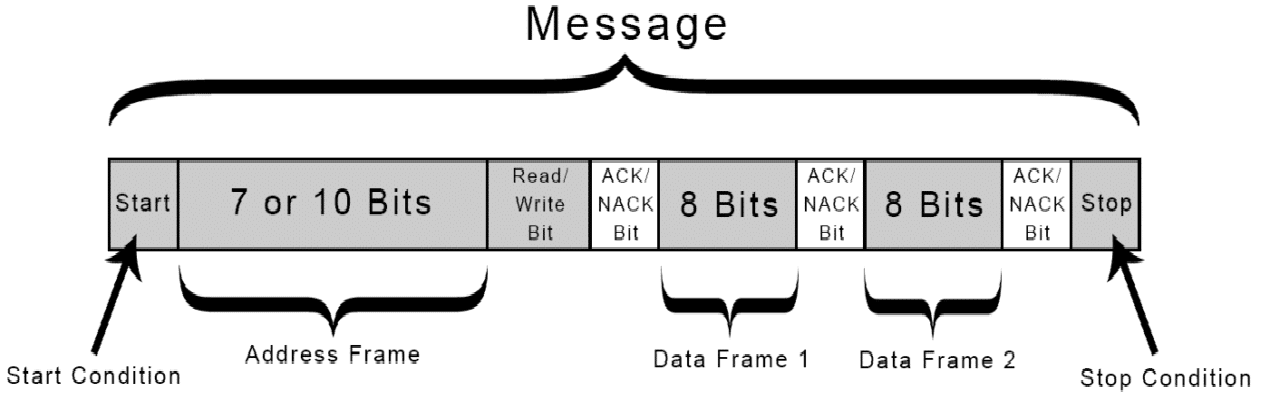 Message
Start
7 or 10 Bits
Read/
Write
Bit
ACK/
NACK
Bit
8 Bits
ACK/
NACK
Bit
8 Bits
ACK/
NACK
Bit
Stop
Address Frame
Data Frame 1
Data Frame 2
Start Condition
Stop Condition